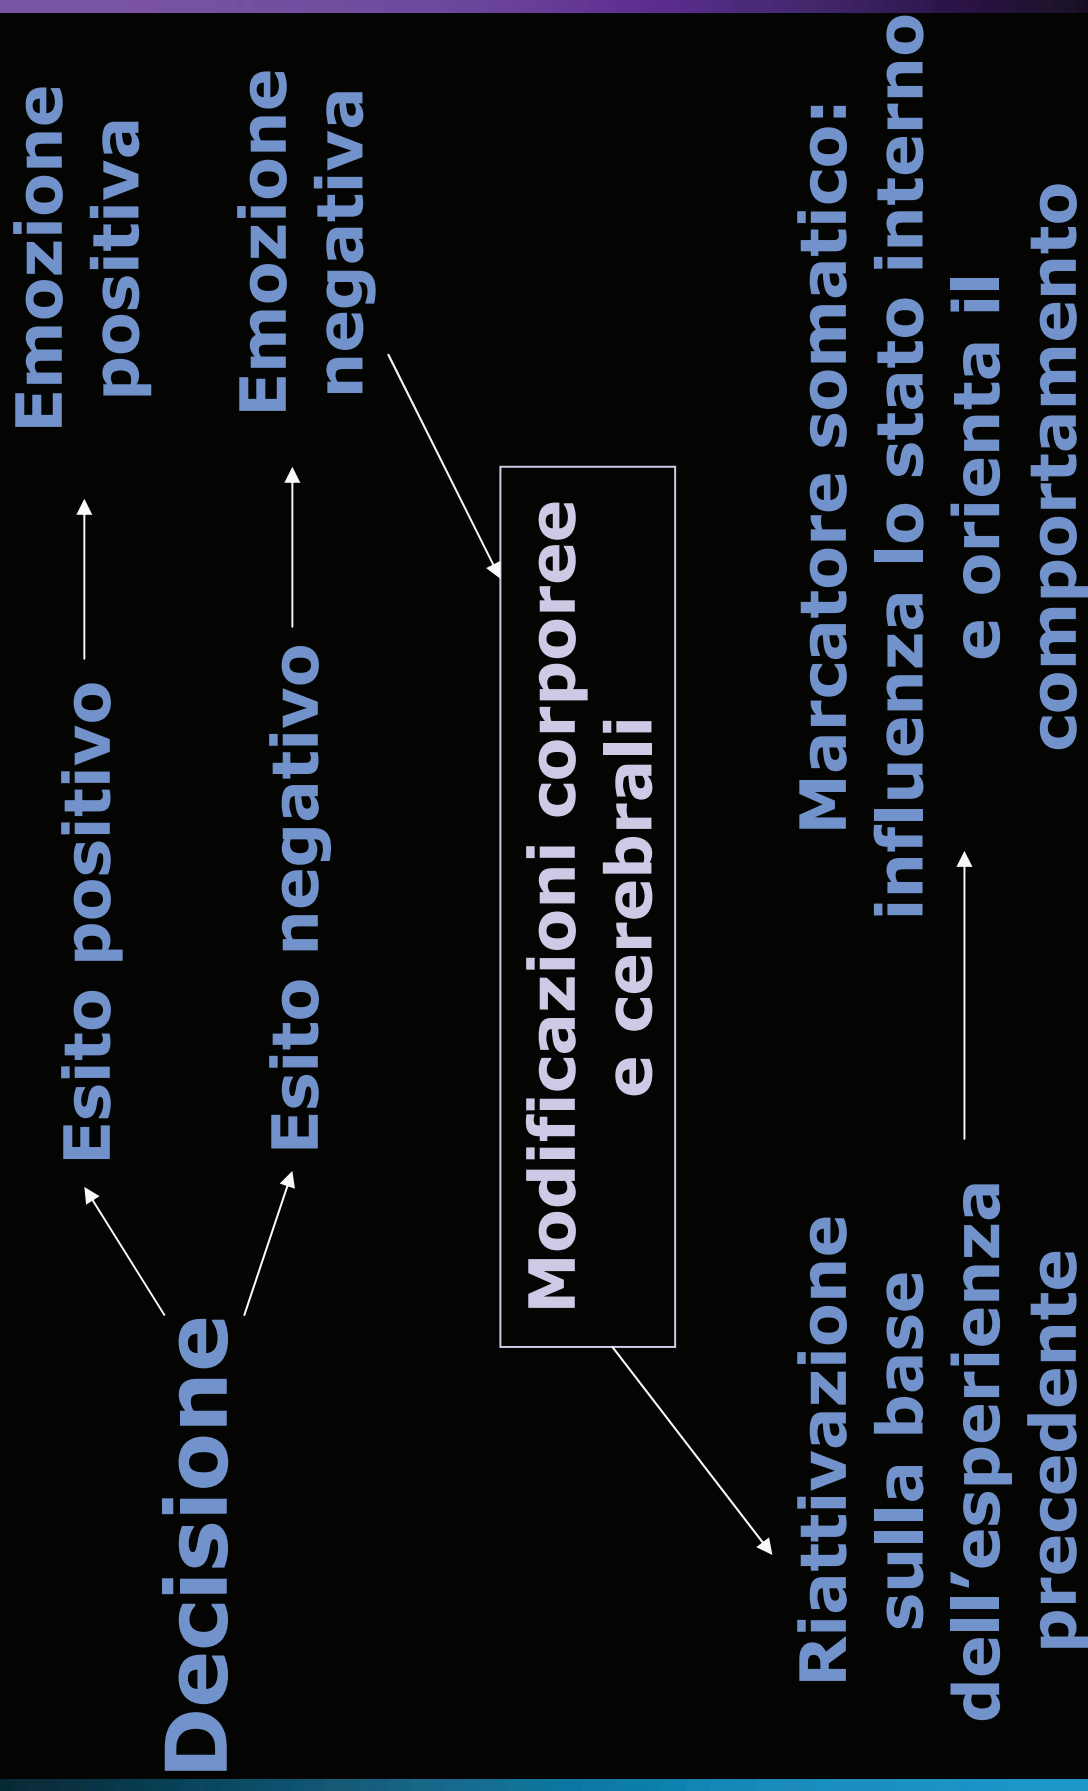 Decisione
Esito positivo
Emozione
positiva
Esito negativo
Emozione
negativa
Modificazioni corporee
e cerebrali
Riattivazione
sulla base
dell’esperienza
precedente
Marcatore somatico:
influenza lo stato interno
e orienta il
comportamento